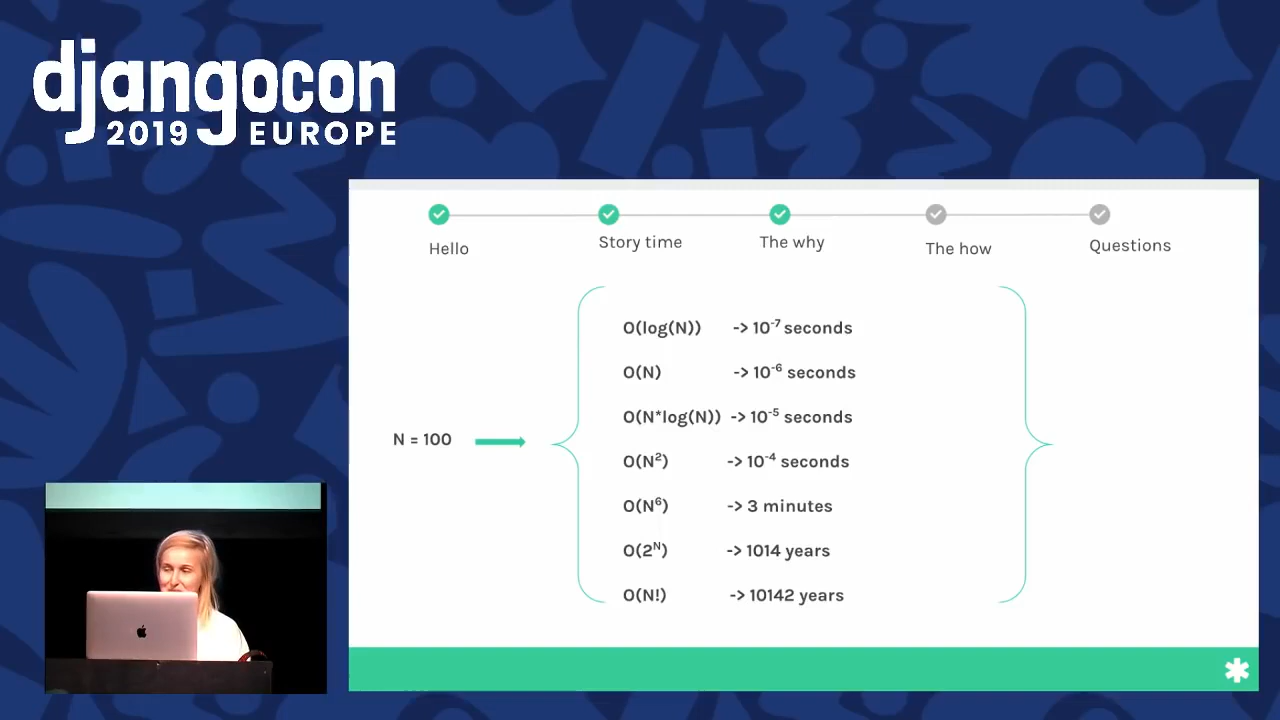 djangocon
2019 EUROPE
Hello
Story time
The why
The how
Questions
N = 100
O(log(N)) -> 10⁻⁷ seconds
O(N) -> 10⁻⁶ seconds
O(N*log(N)) -> 10⁻⁵ seconds
O(N²) -> 10⁻⁴ seconds
O(N⁶) -> 3 minutes
O(2ᴺ) -> 1014 years
O(N!) -> 10142 years